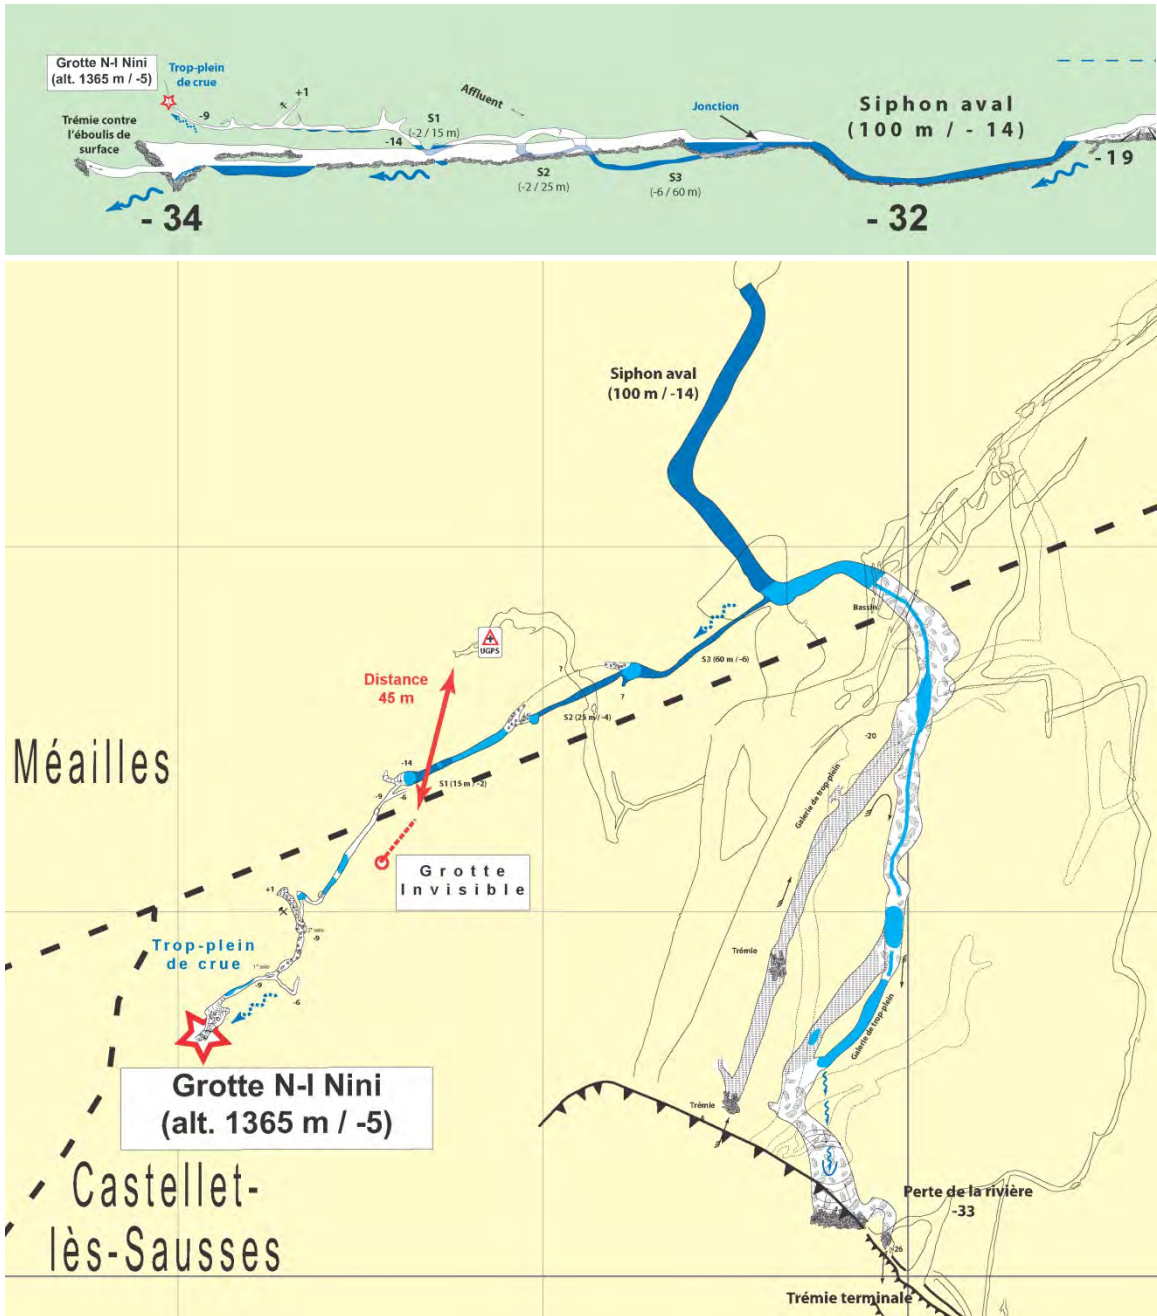 Grotte N-I Nini
(alt. 1365 m / -5)
Trop-plein
de crue
Trémie contre
l'éboulis de
surface
-9
+1
-14
S1
(-2 / 15 m)
Affluent
?
S2
(-2 / 25 m)
S3
(-6 / 60 m)
Jonction
Siphon aval
(100 m / - 14)
-19
- 34
- 32
Siphon aval
(100 m / -14)
Bassin
UGPS
Distance
45 m
S3 (60 m / -6)
?
?
S2 (25 m / -4)
-20
Méailles
-14
S1 (15 m / -2)
-9
-6
Galerie de trop-plein
Grotte
Invisible
+1
-9
Trop-plein
de crue
-9
-6
Trémie
Galerie de trop-plein
Grotte N-I Nini
(alt. 1365 m / -5)
Trémie
Castellet-
lès-Sausses
Perte de la rivière
-33
-26
Trémie terminale